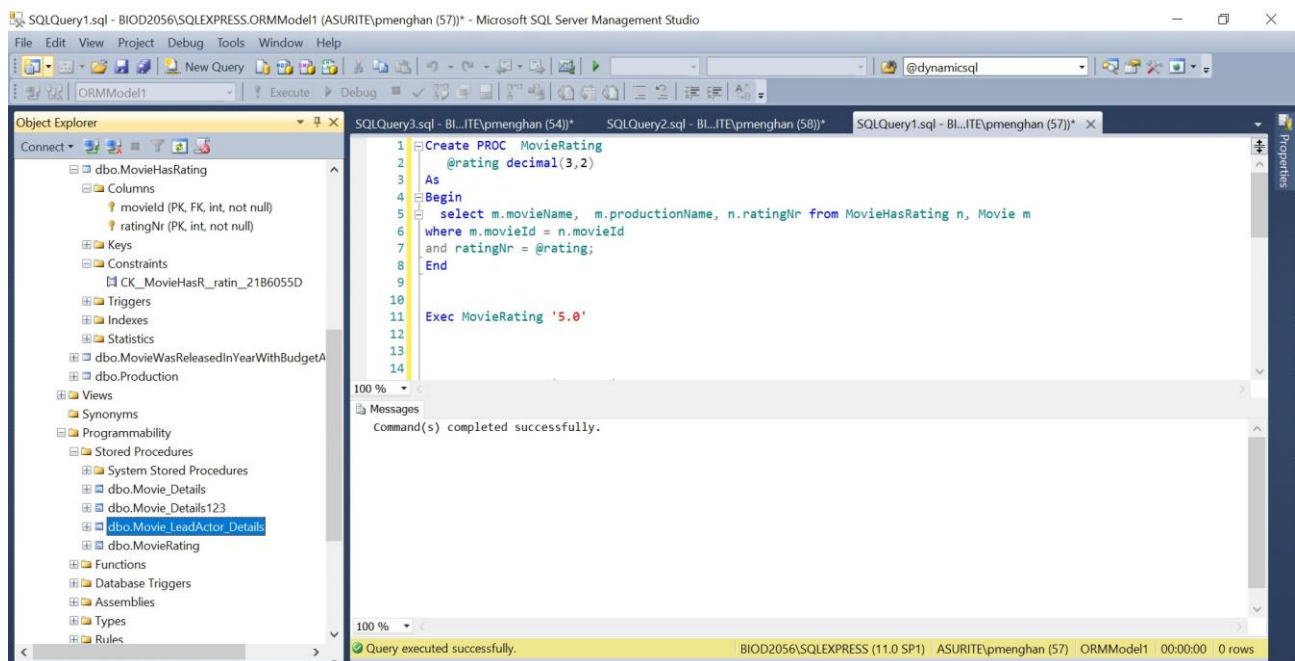 SQLQuery1.sql - BIOD2056\SQLEXPRESS.ORMModel1 (ASURITE\pmenghan (57))* - Microsoft SQL Server Management Studio
File Edit View Project Debug Tools Window Help
New Query @dynamicsql
ORMModel1 Execute Debug
Object Explorer
Connect
dbo.MovieHasRating
Columns
movieId (PK, FK, int, not null)
ratingNr (PK, int, not null)
Keys
Constraints
CK__MovieHasR__ratin__21B6055D
Triggers
Indexes
Statistics
dbo.MovieWasReleasedInYearWithBudgetA
dbo.Production
Views
Synonyms
Programmability
Stored Procedures
System Stored Procedures
dbo.Movie_Details
dbo.Movie_Details123
dbo.Movie_LeadActor_Details
dbo.MovieRating
Functions
Database Triggers
Assemblies
Types
Rules
SQLQuery3.sql - BI...ITE\pmenghan (54))* SQLQuery2.sql - BI...ITE\pmenghan (58))* SQLQuery1.sql - BI...ITE\pmenghan (57))*
1 Create PROC MovieRating
2 @rating decimal(3,2)
3 As
4 Begin
5 select m.movieName, m.productionName, n.ratingNr from MovieHasRating n, Movie m
6 where m.movieId = n.movieId
7 and ratingNr = @rating;
8 End
9
10
11 Exec MovieRating '5.0'
12
13
14
100 %
Messages
Command(s) completed successfully.
100 %
Query executed successfully. BIOD2056\SQLEXPRESS (11.0 SP1) ASURITE\pmenghan (57) ORMModel1 00:00:00 0 rows
Properties